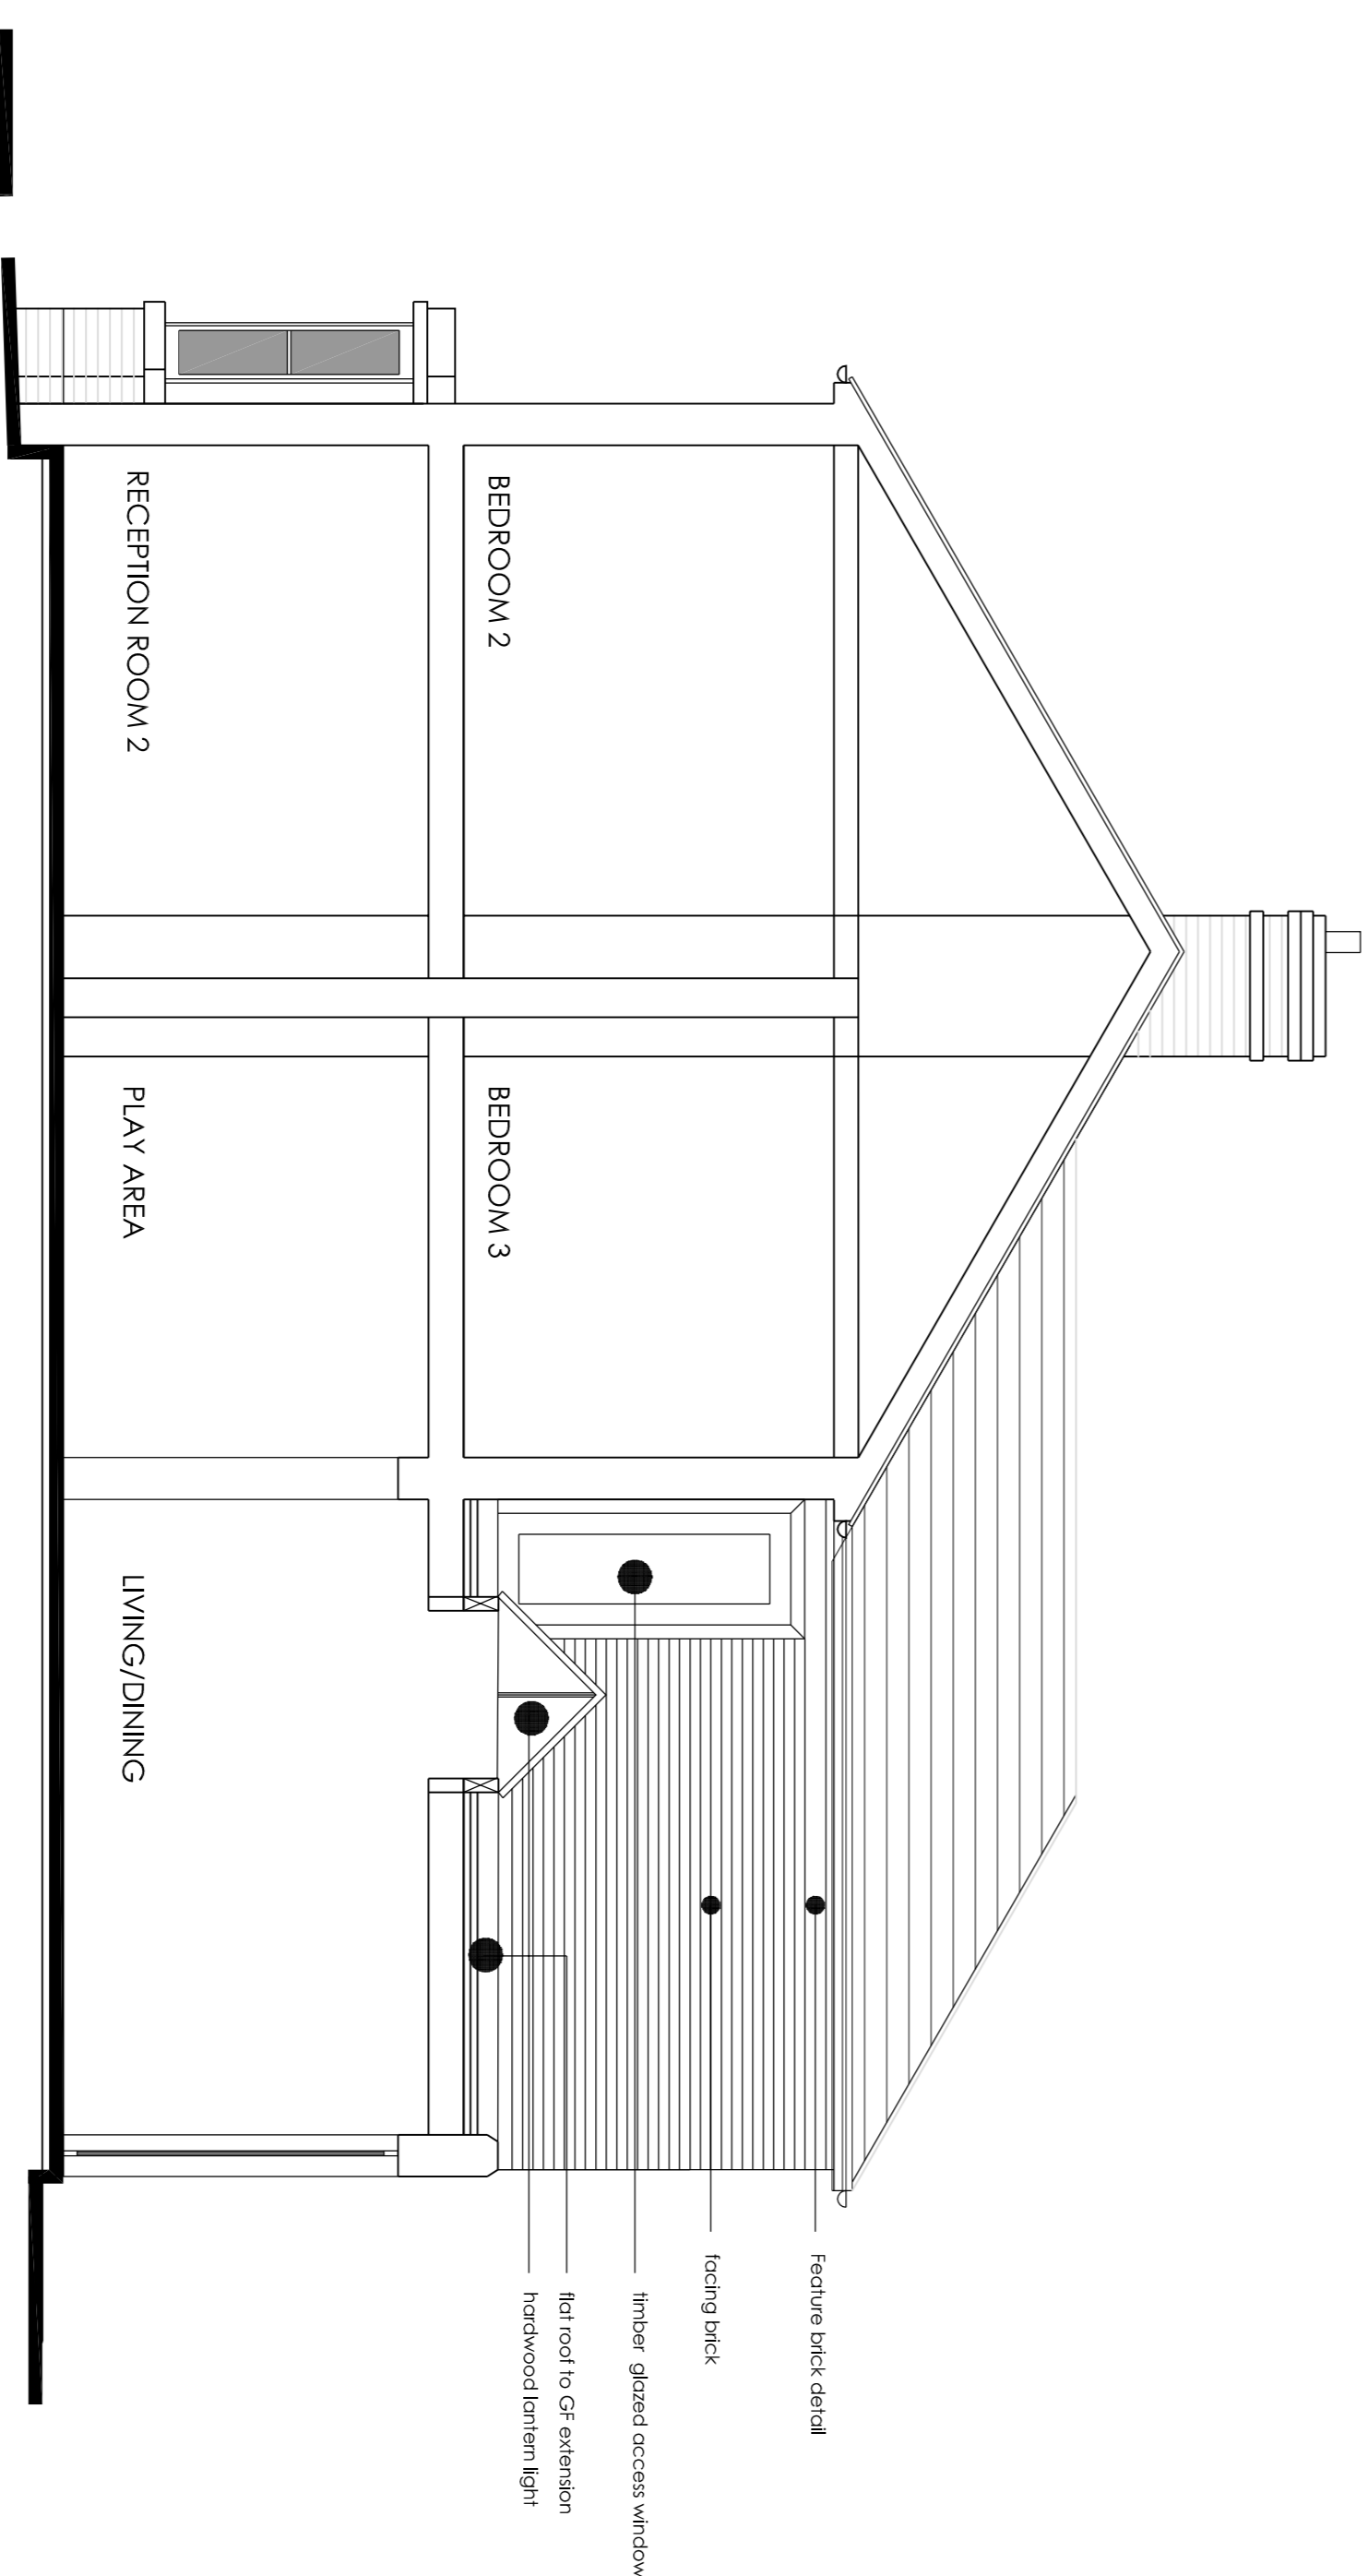 Feature brick detail
facing brick
timber glazed access window
flat roof to GF extension
hardwood lantern light
BEDROOM 2
BEDROOM 3
RECEPTION ROOM 2
PLAY AREA
LIVING/DINING